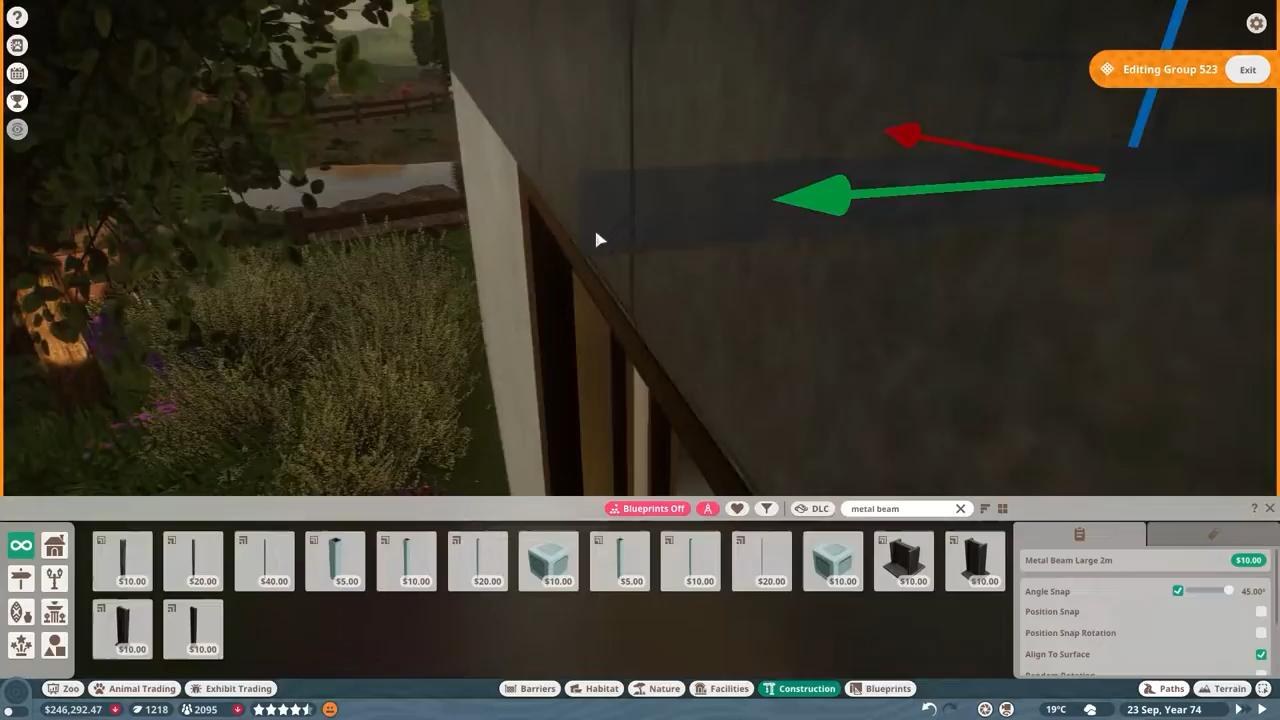 ?
Editing Group 523 Exit
Blueprints Off DLC metal beam ?
$10.00 $20.00 $40.00 $5.00 $10.00 $20.00 $10.00 $5.00 $10.00 $20.00 $10.00 $10.00 $10.00
$10.00 $10.00
Metal Beam Large 2m $10.00
Angle Snap 45.00°
Position Snap
Position Snap Rotation
Align To Surface
Zoo Animal Trading Exhibit Trading Barriers Habitat Nature Facilities Construction Blueprints Paths Terrain
$246,292.47 1218 2095 19°C 23 Sep, Year 74